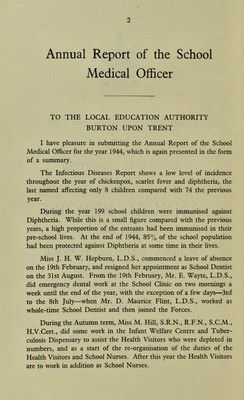 2
Annual Report of the School
Medical Officer
TO THE LOCAL EDUCATION AUTHORITY
BURTON UPON TRENT
I have pleasure in submitting the Annual Report of the School
Medical Officer for the year 1944, which is again presented in the form
of a summary.
The Infectious Diseases Report shows a low level of incidence
throughout the year of chickenpox, scarlet fever and diphtheria, the
last named affecting only 8 children compared with 74 the previous
year.
During the year 199 school children were immunised against
Diphtheria. While this is a small figure compared with the previous
years, a high proportion of the entrants had been immunised in their
pre-school lives. At the end of 1944, 85% of the school population
had been protected against Diphtheria at some time in their lives.
Miss J. H. W. Hepburn, L.D.S., commenced a leave of absence
on the 19th February, and resigned her appointment as School Dentist
on the 31st August. From the 19th February, Mr. E. Wayte, L.D.S.,
did emergency dental work at the School Clinic on two mornings a
week until the end of the year, with the exception of a few days—3rd
to the 8th July—when Mr. D. Maurice Flint, L.D.S., worked as
whole-time School Dentist and then joined the Forces.
During the Autumn term, Miss M. Hill, S.R.N., R.F.N., S.C.M.,
H.V.Cert., did some work in the Infant Welfare Centre and Tuber-
culosis Dispensary to assist the Health Visitors who were depleted in
numbers, and as a start of the re-organisation of the duties of the
Health Visitors and School Nurses. After this year the Health Visitors
are to work in addition as School Nurses.